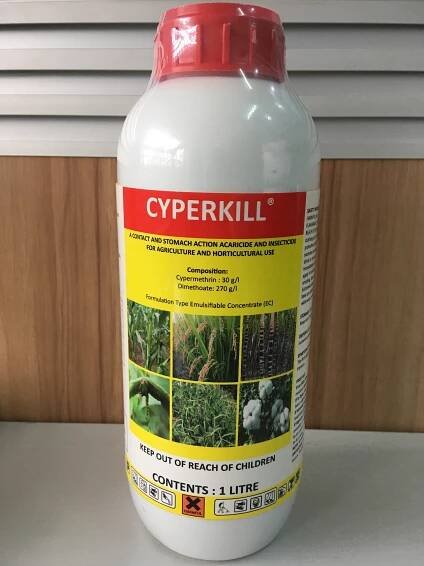 CYPERKILL®
A CONTACT AND STOMACH ACTION ACARICIDE AND INSECTICIDE
FOR AGRICULTURE AND HORTICULTURAL USE
Composition:
Cypermethrin : 30 g/l
Dimethoate: 270 g/l
Formulation Type Emulsifiable Concentrate (EC)
KEEP OUT OF REACH OF CHILDREN
CONTENTS : 1 LITRE